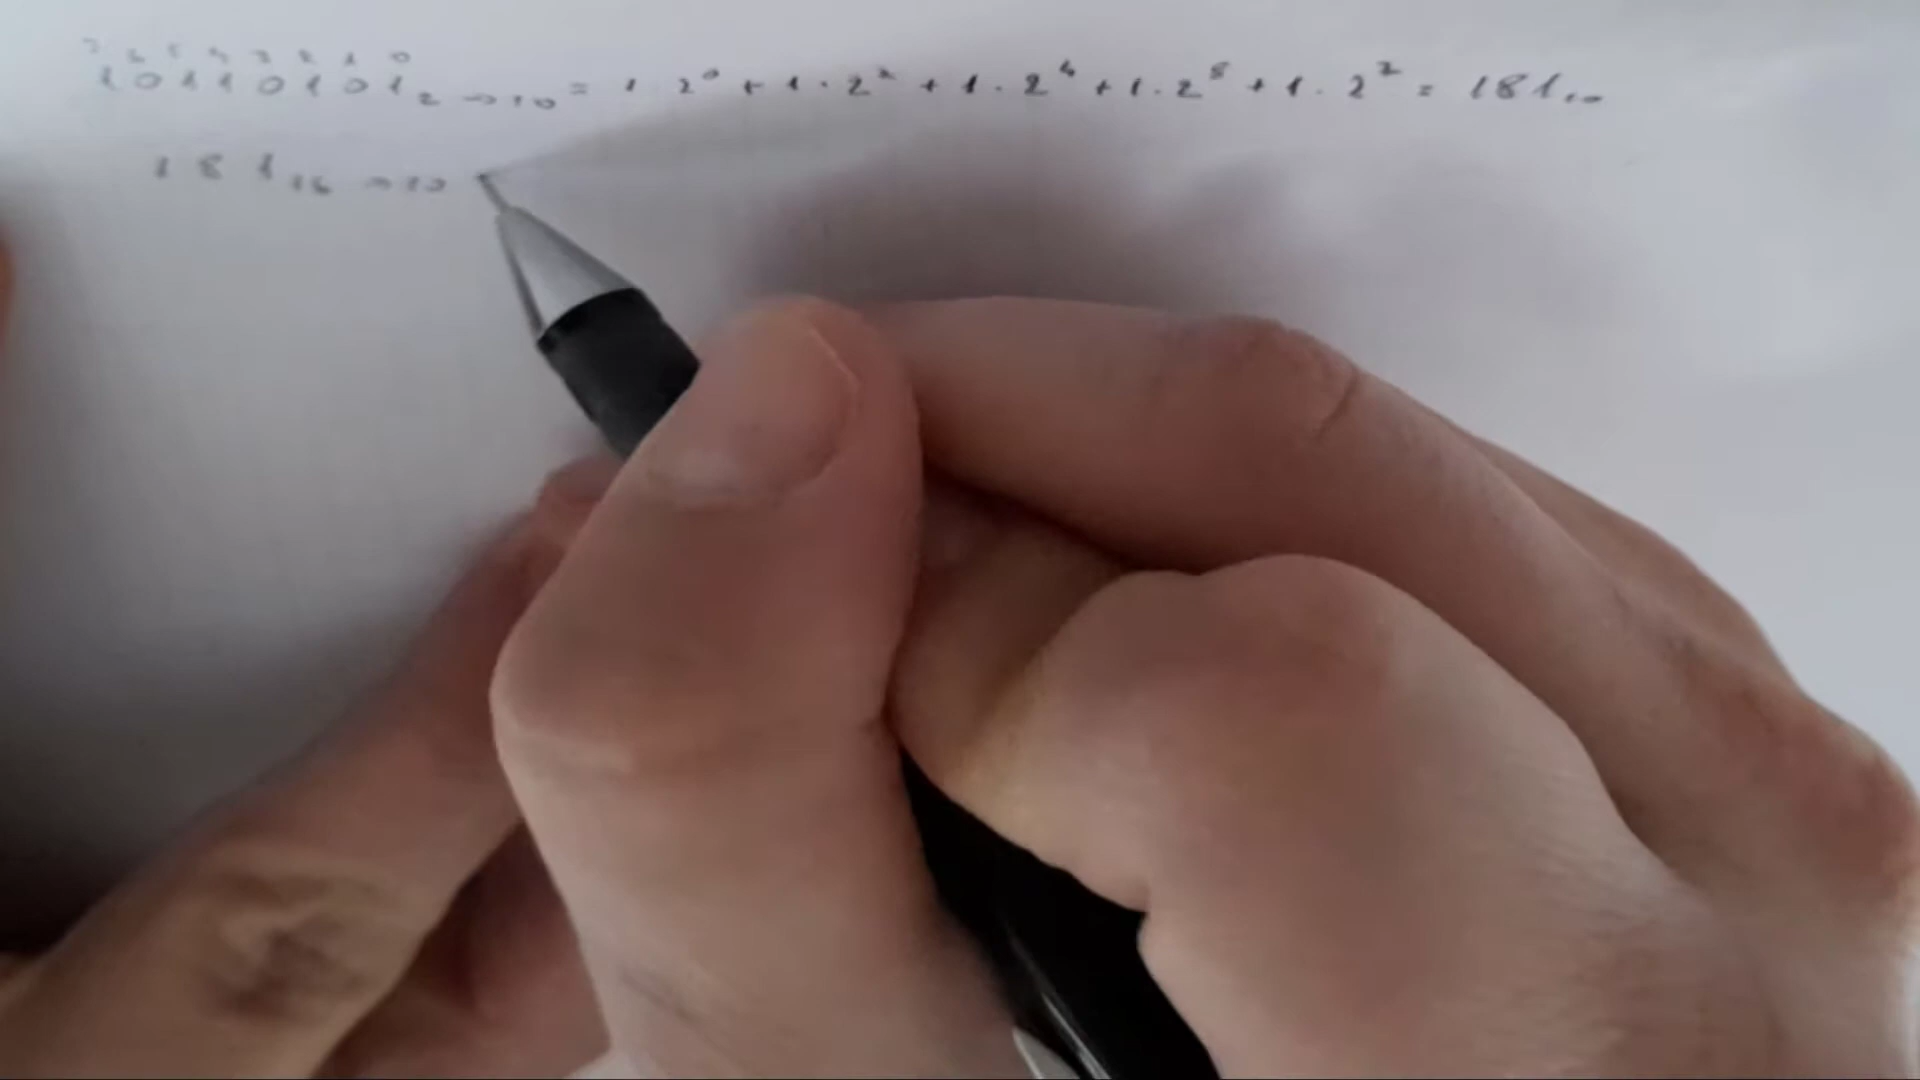 7 6 5 4 3 2 1 0
10110101₂ → 10 = 1 · 2⁰ + 1 · 2² + 1 · 2⁴ + 1 · 2⁵ + 1 · 2⁷ = 181₁₀
181₁₆ → 10